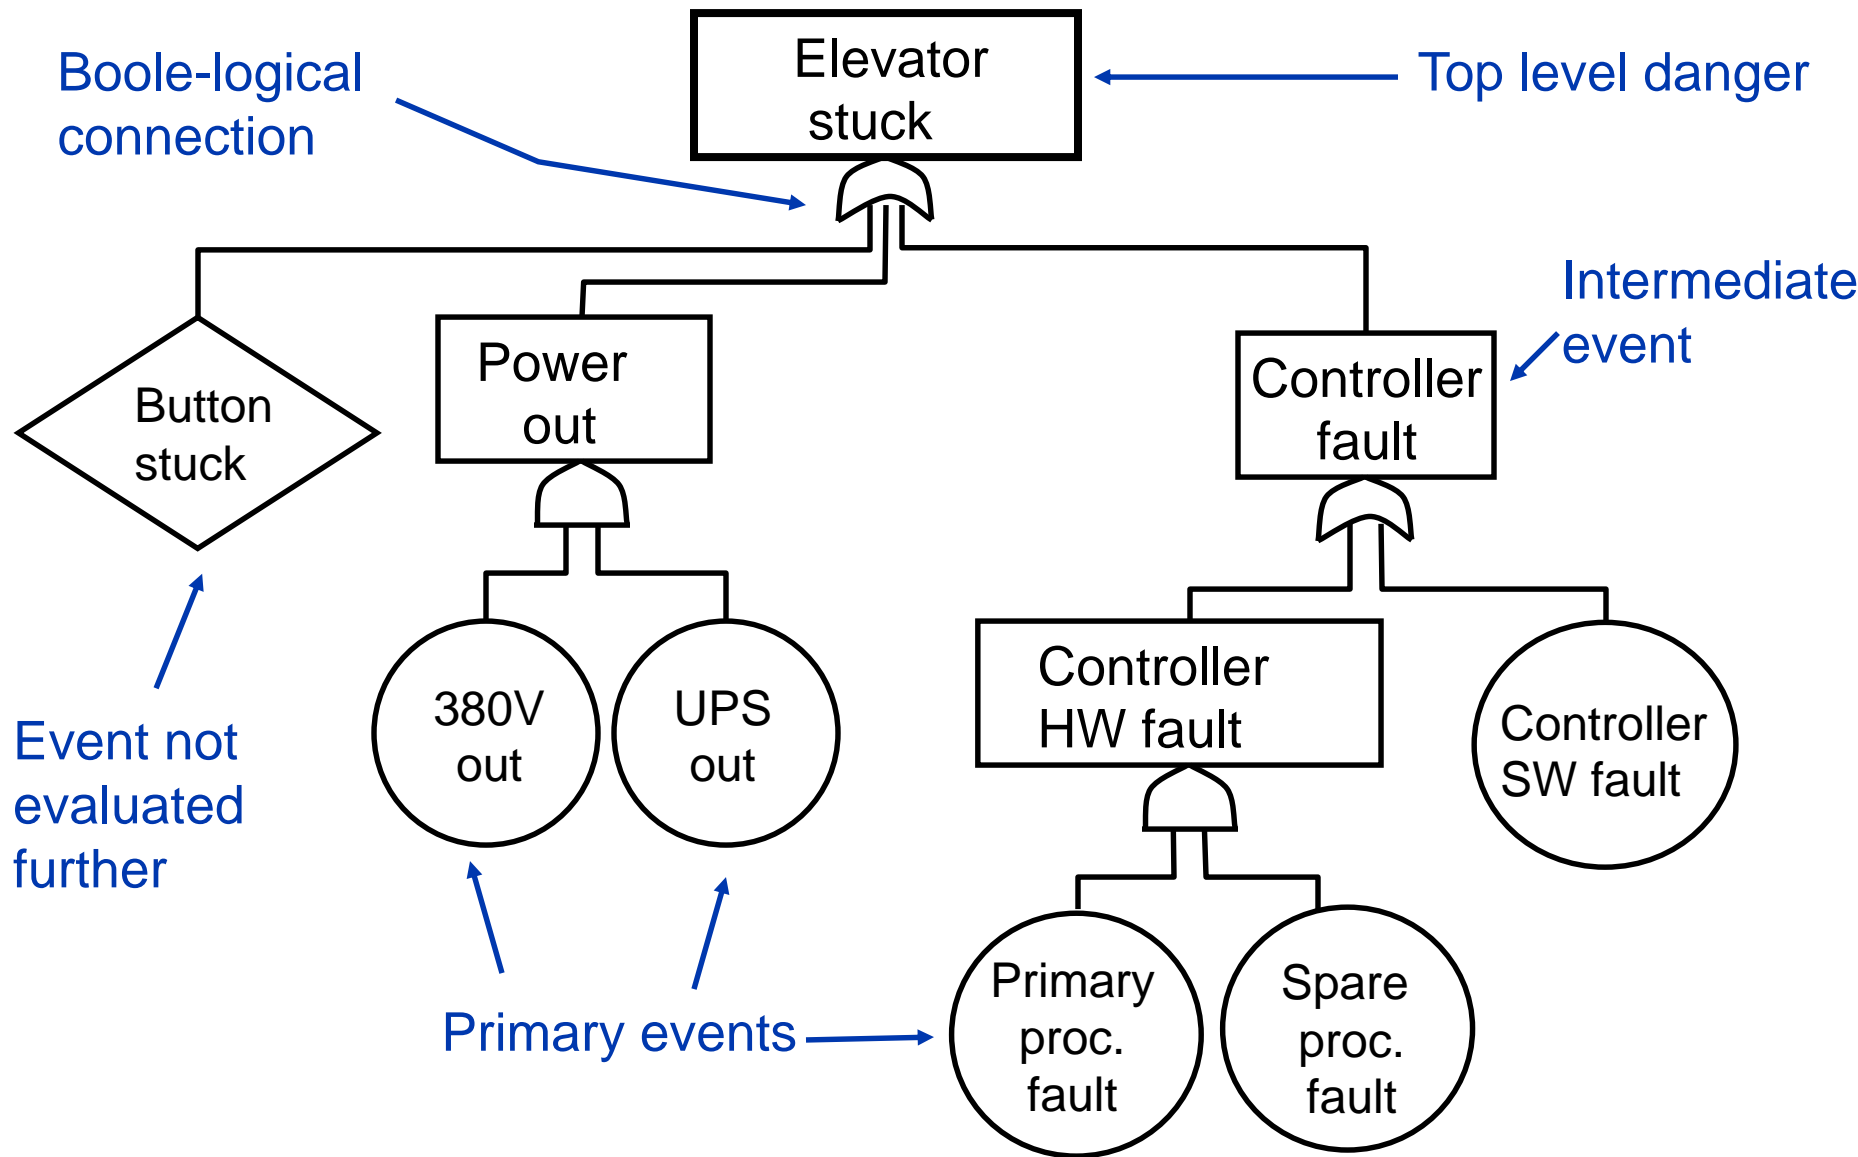 Elevator
stuck
Boole-logical
connection
Top level danger
Intermediate
event
Button
stuck
Power
out
Controller
fault
380V
out
UPS
out
Controller
HW fault
Controller
SW fault
Event not
evaluated
further
Primary events
Primary
proc.
fault
Spare
proc.
fault